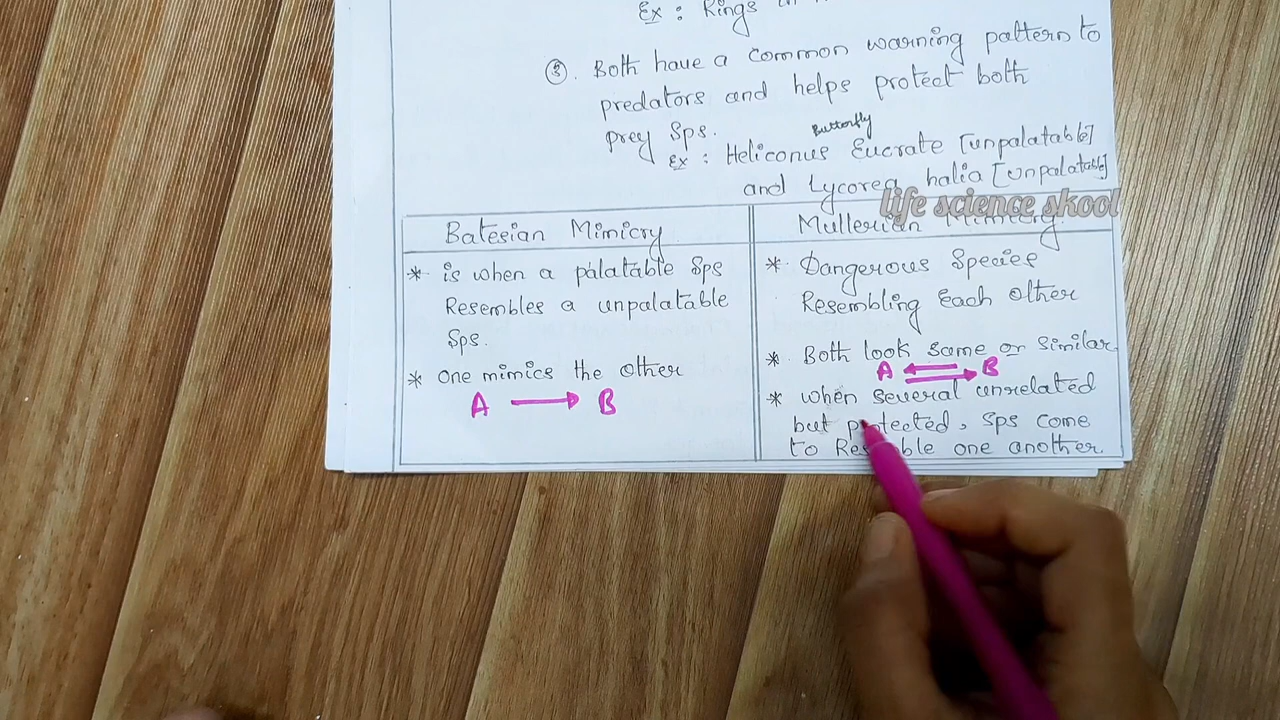 Ex : Rings in
③. Both have a common warning pattern to
predators and helps protect both
prey Sps.
Butterfly
Ex : Heliconus Eucrate [unpalatable]
and Lycorea halia [unpalatable]
life science skool
Batesian Mimicry
* is when a palatable Sps
Resembles a unpalatable
Sps.
* One mimics the other
A → B
Mullerian Mimicry
* Dangerous Species
Resembling Each other
* Both look same or similar
A ⇄ B
* when several unrelated
but protected, sps come
to Resemble one another.